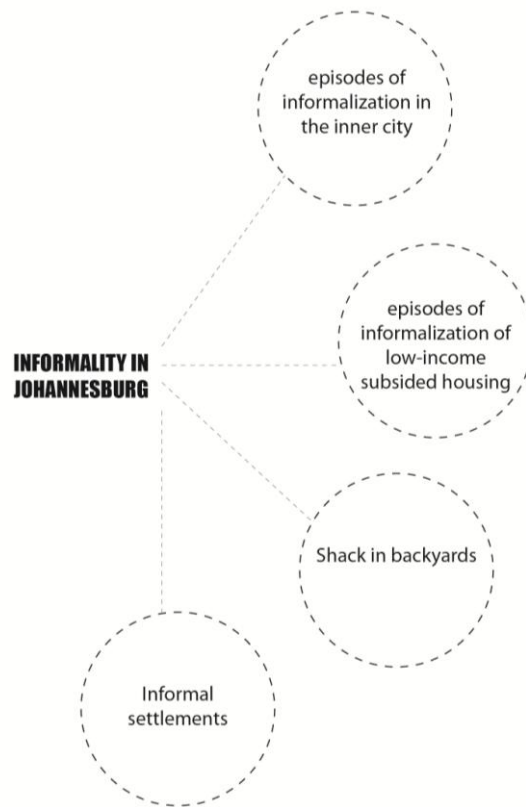 episodes of
informalization in
the inner city
episodes of
informalization of
low-income
subsided housing
INFORMALITY IN
JOHANNESBURG
Shack in backyards
Informal
settlements